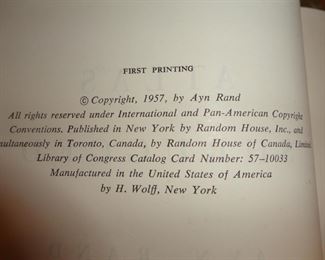 FIRST PRINTING
© Copyright, 1957, by Ayn Rand
All rights reserved under International and Pan-American Copyright
Conventions. Published in New York by Random House, Inc., and
multaneously in Toronto, Canada, by Random House of Canada, Limited
Library of Congress Catalog Card Number: 57-10033
Manufactured in the United States of America
by H. Wolff, New York